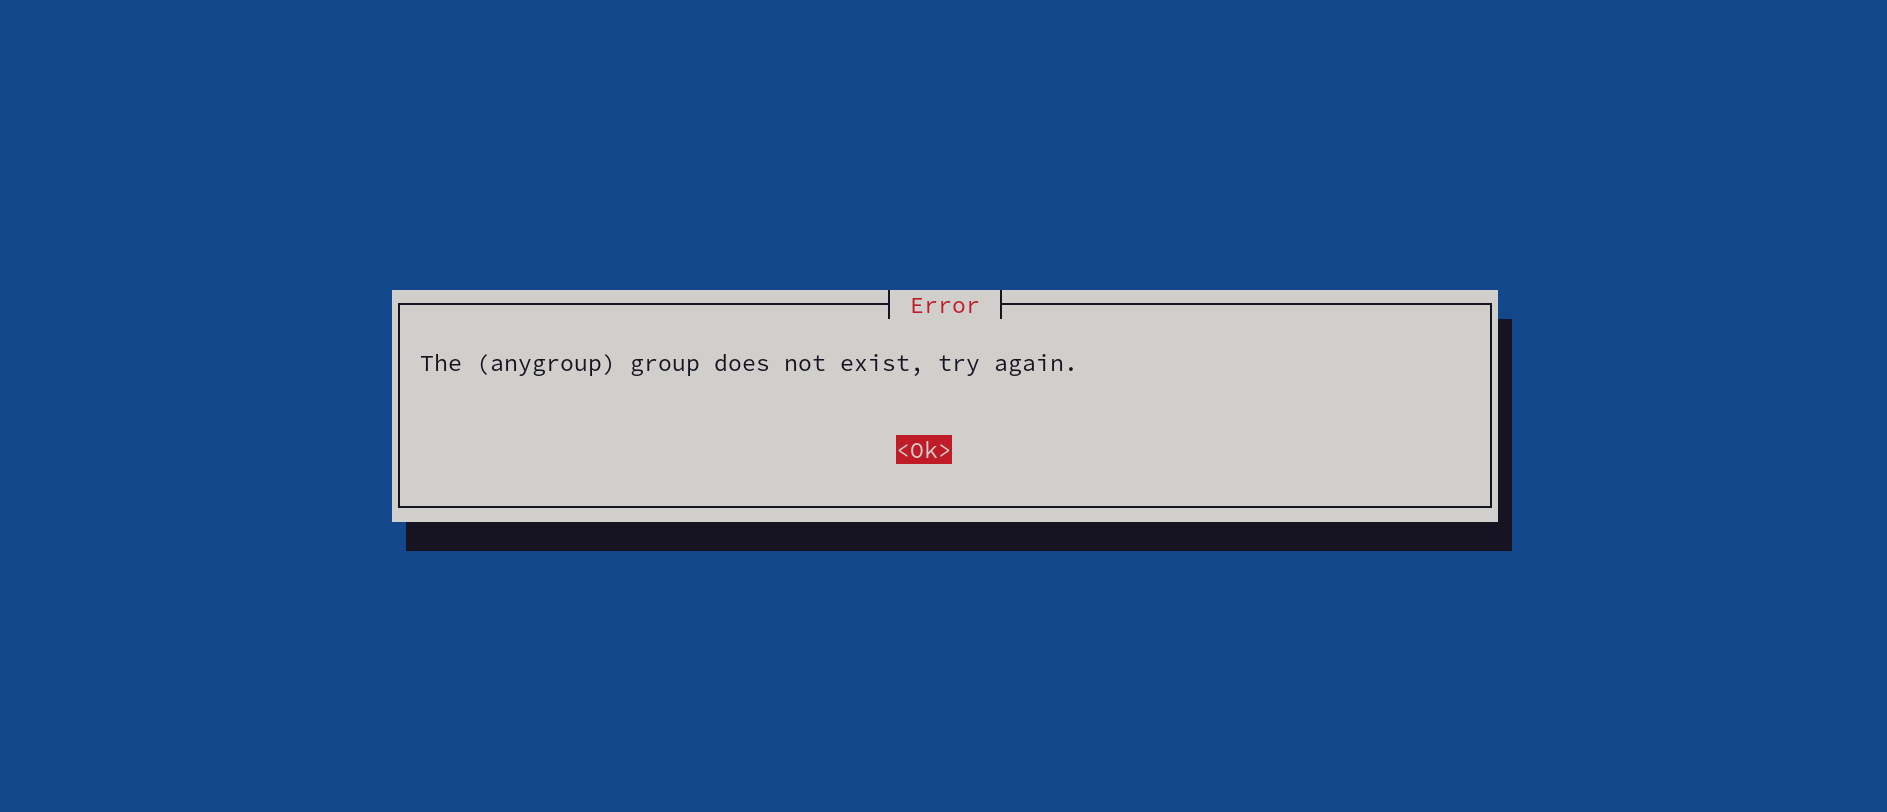 Error
The (anygroup) group does not exist, try again.
<Ok>